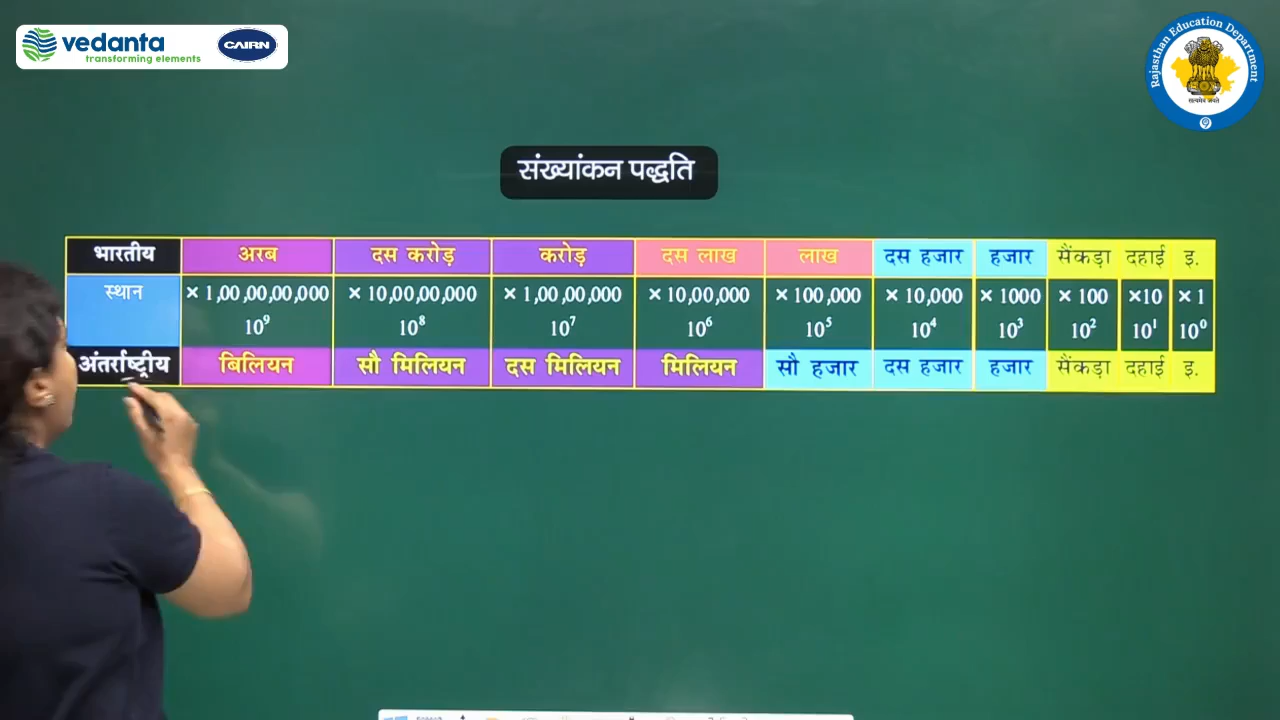 vedanta
transforming elements
CAIRN
Rajasthan Education Department
सत्यमेव जयते
संख्यांकन पद्धति
भारतीय अरब दस करोड़ करोड़ दस लाख लाख दस हजार हजार सैंकड़ा दहाई इ.
स्थान × 1,00,00,00,000 × 10,00,00,000 × 1,00,00,000 × 10,00,000 × 100,000 × 10,000 × 1000 × 100 ×10 × 1
10⁹ 10⁸ 10⁷ 10⁶ 10⁵ 10⁴ 10³ 10² 10¹ 10⁰
अंतर्राष्ट्रीय बिलियन सौ मिलियन दस मिलियन मिलियन सौ हजार दस हजार हजार सैंकड़ा दहाई इ.